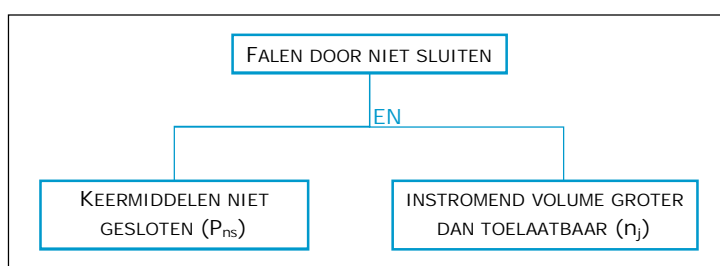 FALEN DOOR NIET SLUITEN
EN
KEERMIDDELEN NIET
GESLOTEN (Pns)
INSTROMEND VOLUME GROTER
DAN TOELAATBAAR (nj)